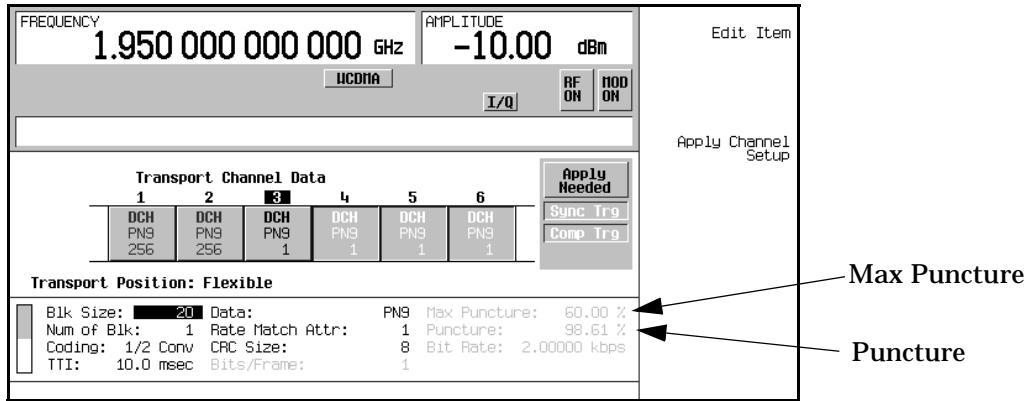 FREQUENCY
1.950 000 000 000 GHz
AMPLITUDE
-10.00 dBm
WCDMA
I/Q
RF ON
MOD ON
Edit Item
Apply Channel Setup
Transport Channel Data
1 2 3 4 5 6
DCH DCH DCH DCH DCH DCH
PN9 PN9 PN9 PN9 PN9 PN9
256 256 1 1 1 1
Apply Needed
Sync Trg
Comp Trg
Transport Position: Flexible
Blk Size: 20 Data: PN9 Max Puncture: 60.00 %
Num of Blk: 1 Rate Match Attr: 1 Puncture: 98.61 %
Coding: 1/2 Conv CRC Size: 8 Bit Rate: 2.00000 kbps
TTI: 10.0 msec Bits/Frame: 1
Max Puncture
Puncture